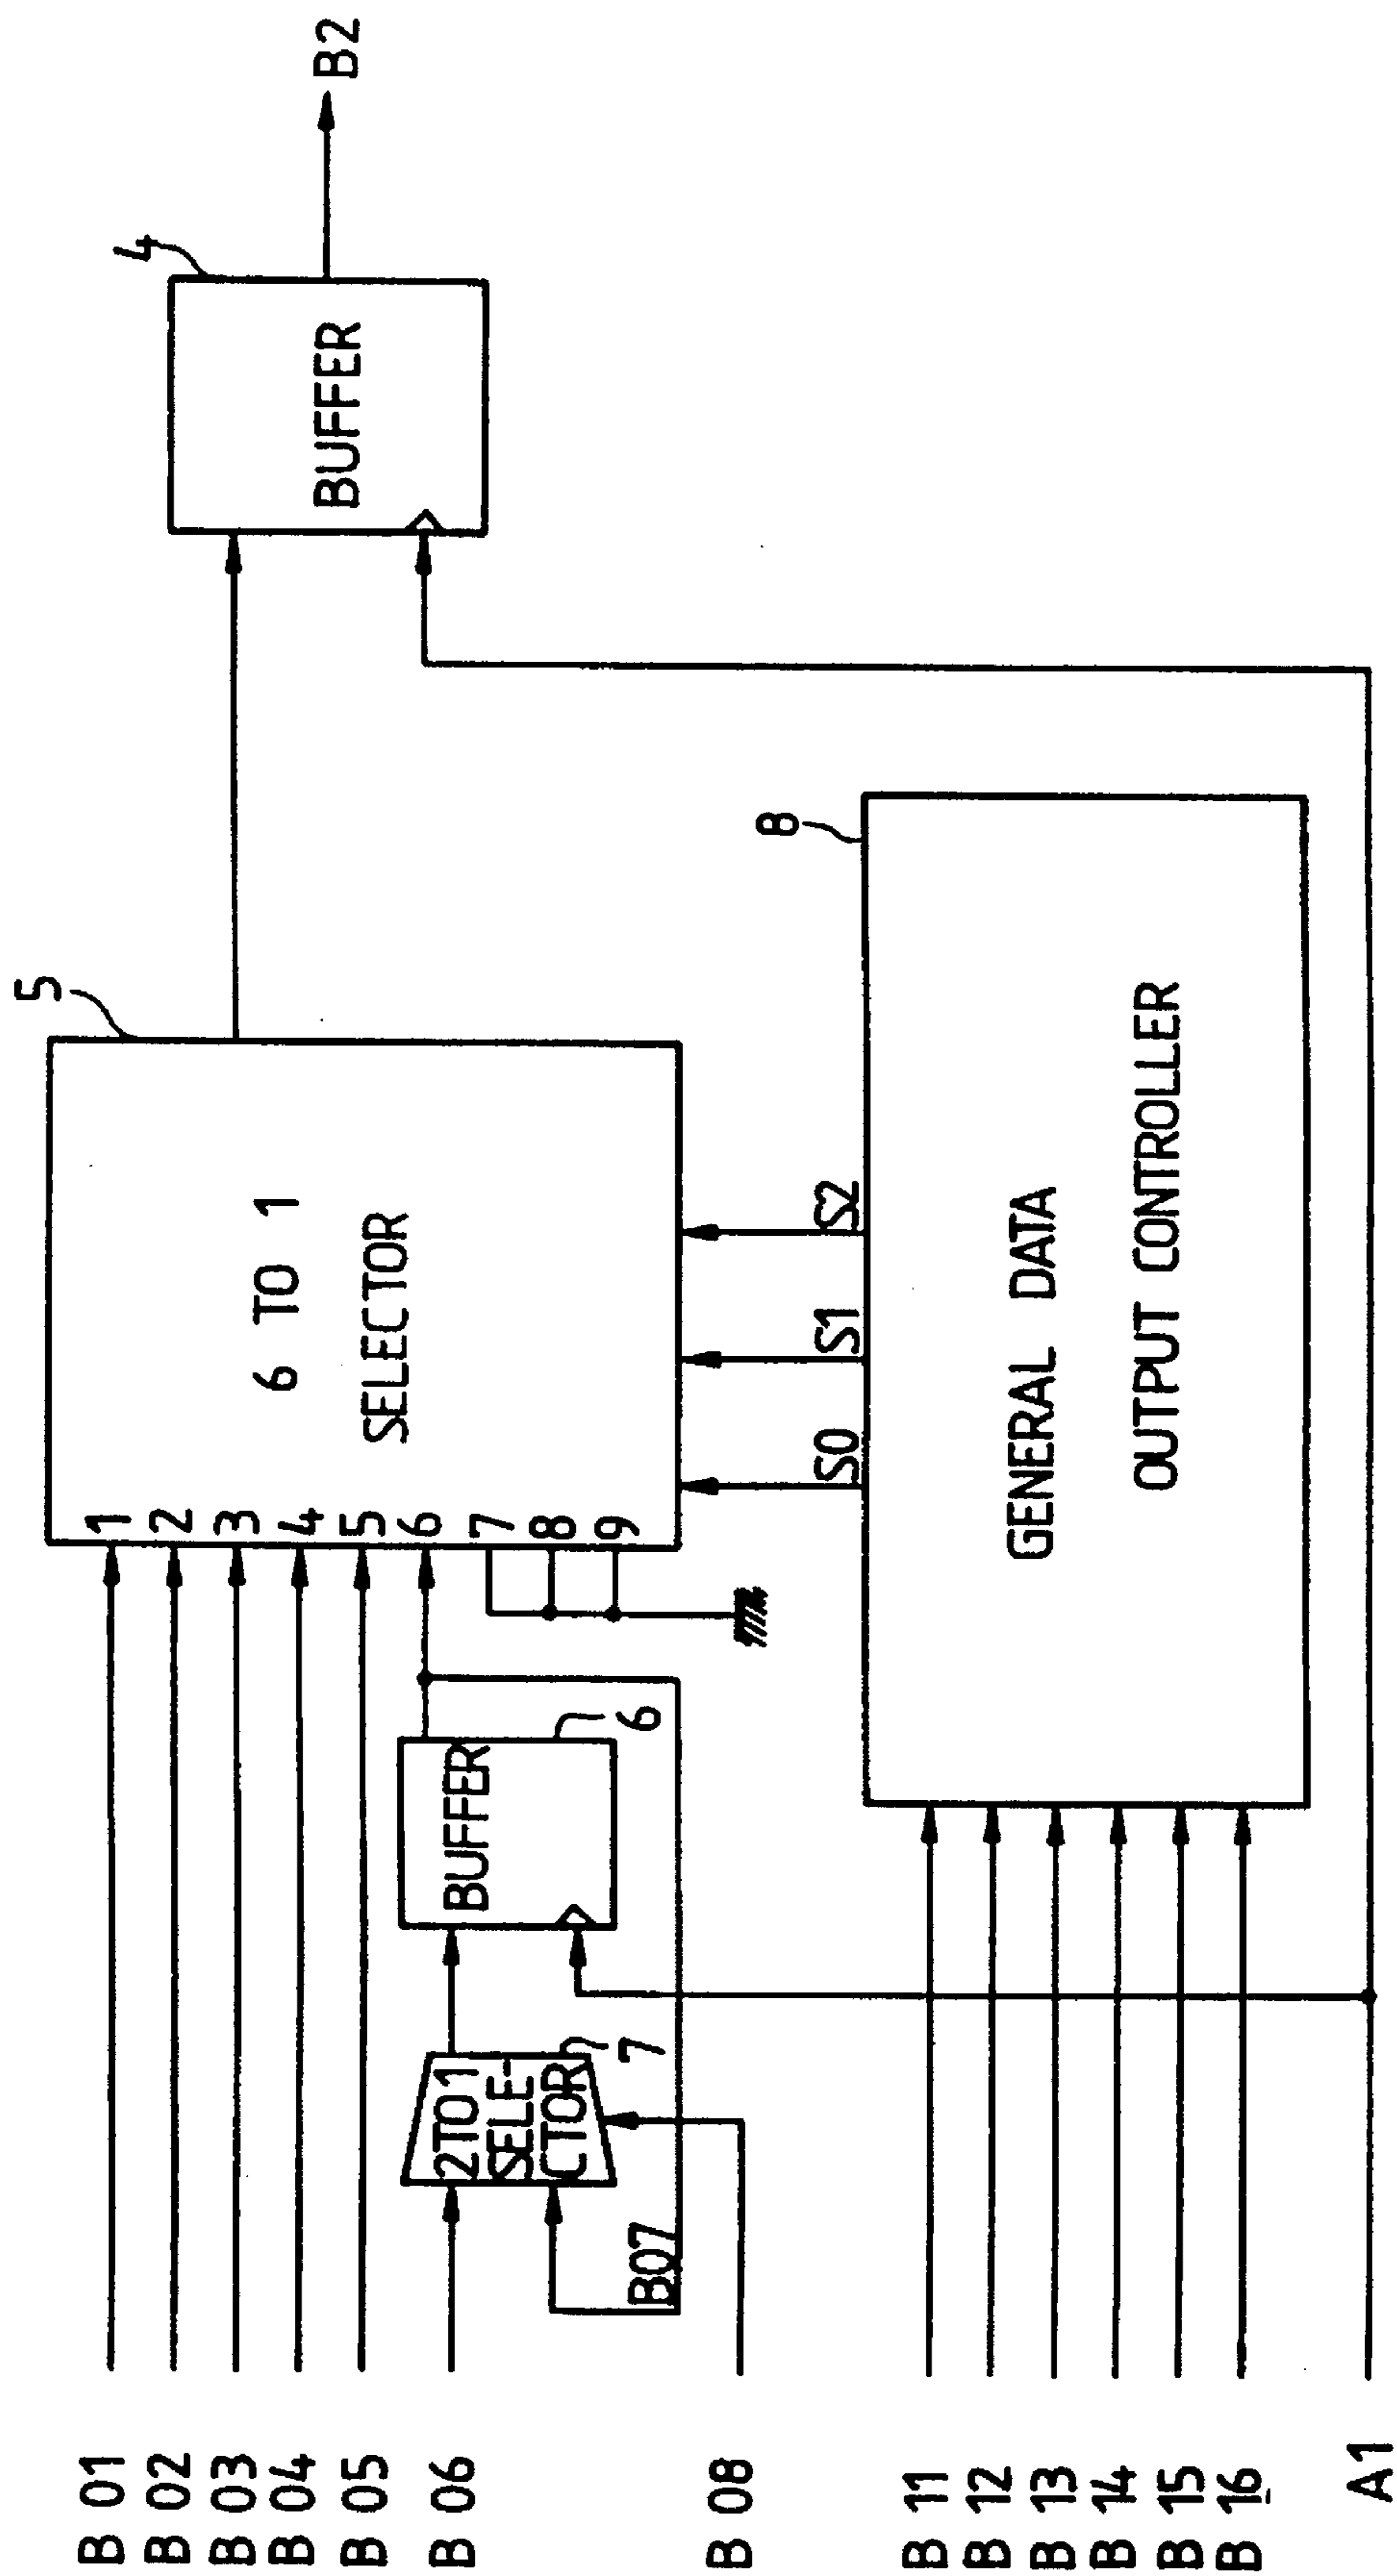 B 01
B 02
B 03
B 04
B 05
B 06
B 08
B 11
B 12
B 13
B 14
B 15
B 16
A1
B07
2TO1
SELE-
CTOR
7
BUFFER
6
1
2
3
4
5
6
7
8
9
6 TO 1
SELECTOR
5
S0
S1
S2
GENERAL DATA
OUTPUT CONTROLLER
8
BUFFER
4
B2